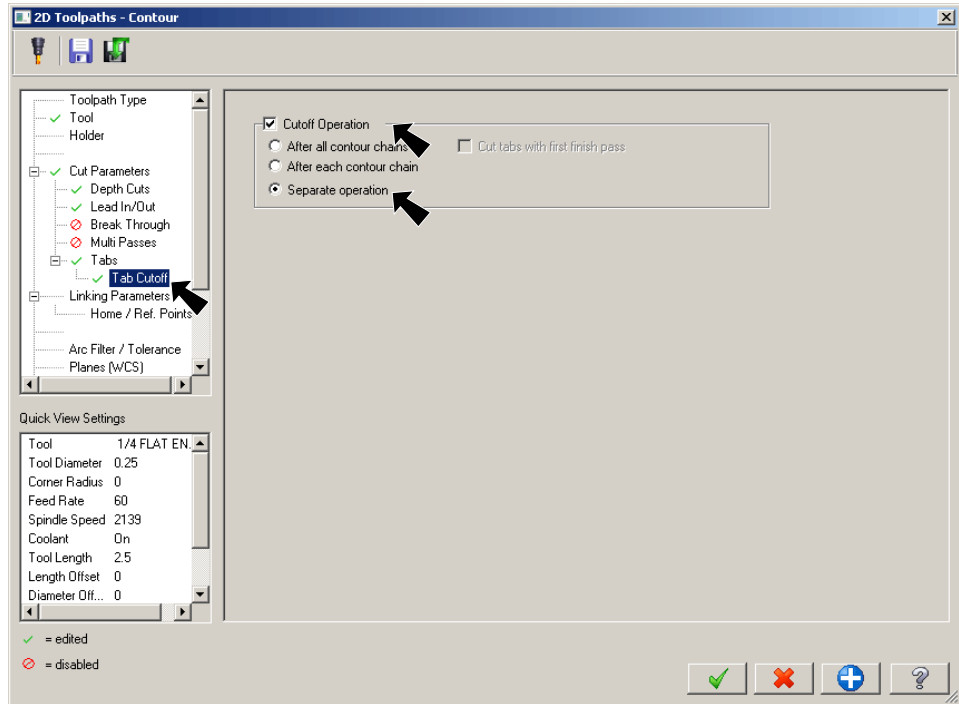 2D Toolpaths - Contour
Toolpath Type
Tool
Holder
Cut Parameters
Depth Cuts
Lead In/Out
Break Through
Multi Passes
Tabs
Tab Cutoff
Linking Parameters
Home / Ref. Points
Arc Filter / Tolerance
Planes (WCS)
Cutoff Operation
After all contour chains
Cut tabs with first finish pass
After each contour chain
Separate operation
Quick View Settings
Tool 1/4 FLAT EN.
Tool Diameter 0.25
Corner Radius 0
Feed Rate 60
Spindle Speed 2139
Coolant On
Tool Length 2.5
Length Offset 0
Diameter Off... 0
= edited
= disabled